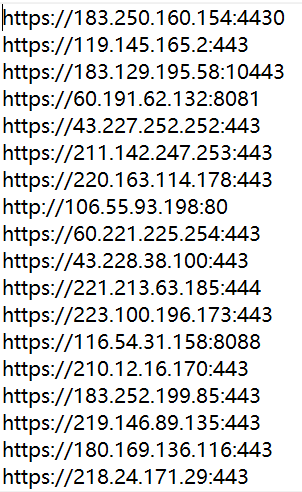 https://183.250.160.154:4430
https://119.145.165.2:443
https://183.129.195.58:10443
https://60.191.62.132:8081
https://43.227.252.252:443
https://211.142.247.253:443
https://220.163.114.178:443
http://106.55.93.198:80
https://60.221.225.254:443
https://43.228.38.100:443
https://221.213.63.185:444
https://223.100.196.173:443
https://116.54.31.158:8088
https://210.12.16.170:443
https://183.252.199.85:443
https://219.146.89.135:443
https://180.169.136.116:443
https://218.24.171.29:443